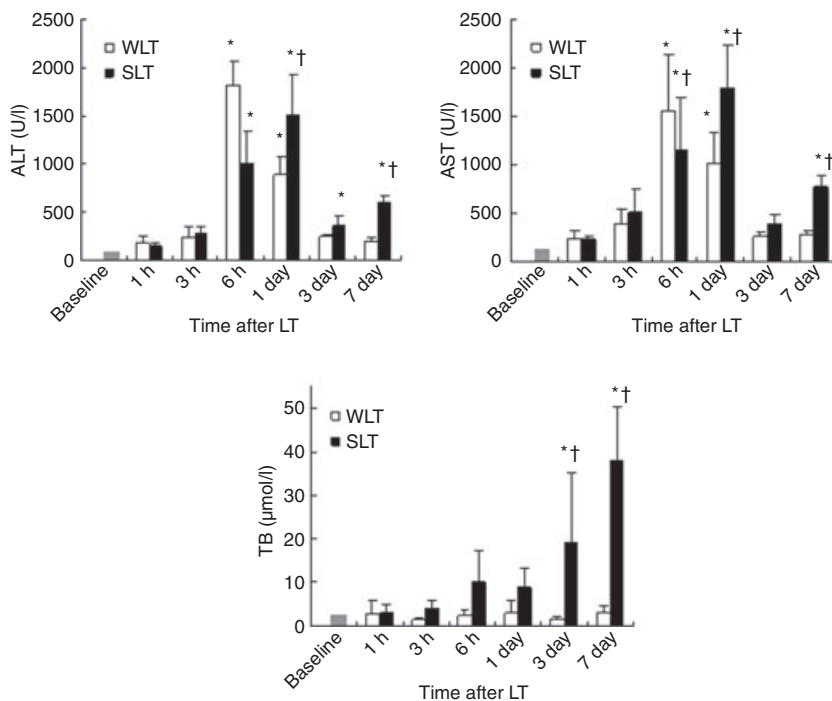 WLT
SLT
ALT (U/l)
2500
2000
1500
1000
500
0
* * * *† * *†
Baseline 1 h 3 h 6 h 1 day 3 day 7 day
Time after LT
WLT
SLT
AST (U/l)
2500
2000
1500
1000
500
0
* *† * *† *†
Baseline 1 h 3 h 6 h 1 day 3 day 7 day
Time after LT
WLT
SLT
TB (µmol/l)
50
40
30
20
10
0
*† *†
Baseline 1 h 3 h 6 h 1 day 3 day 7 day
Time after LT